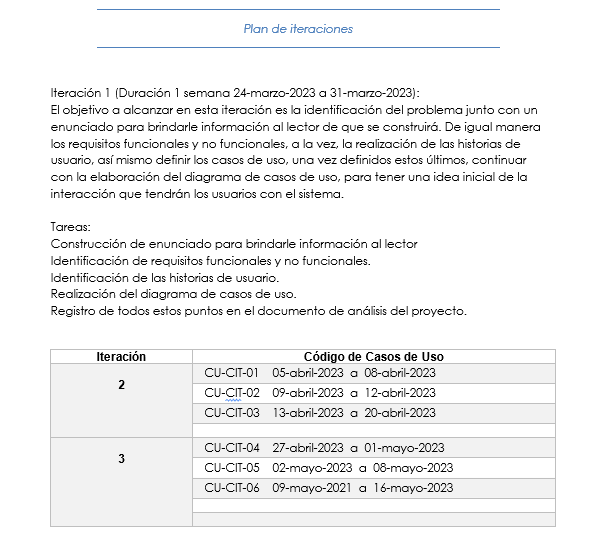 Plan de iteraciones
Iteración 1 (Duración 1 semana 24-marzo-2023 a 31-marzo-2023):
El objetivo a alcanzar en esta iteración es la identificación del problema junto con un
enunciado para brindarle información al lector de que se construirá. De igual manera
los requisitos funcionales y no funcionales, a la vez, la realización de las historias de
usuario, así mismo definir los casos de uso, una vez definidos estos últimos, continuar
con la elaboración del diagrama de casos de uso, para tener una idea inicial de la
interacción que tendrán los usuarios con el sistema.
Tareas:
Construcción de enunciado para brindarle información al lector
Identificación de requisitos funcionales y no funcionales.
Identificación de las historias de usuario.
Realización del diagrama de casos de uso.
Registro de todos estos puntos en el documento de análisis del proyecto.
Iteración Código de Casos de Uso
2
CU-CIT-01 05-abril-2023 a 08-abril-2023
CU-CIT-02 09-abril-2023 a 12-abril-2023
CU-CIT-03 13-abril-2023 a 20-abril-2023
3
CU-CIT-04 27-abril-2023 a 01-mayo-2023
CU-CIT-05 02-mayo-2023 a 08-mayo-2023
CU-CIT-06 09-mayo-2021 a 16-mayo-2023